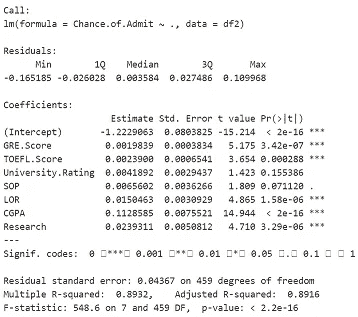 Call:
lm(formula = Chance.of.Admit ~ ., data = df2)
Residuals:
Min 1Q Median 3Q Max
-0.165185 -0.026028 0.003584 0.027486 0.109968
Coefficients:
Estimate Std. Error t value Pr(>|t|)
(Intercept) -1.2229063 0.0803825 -15.214 < 2e-16 ***
GRE.Score 0.0019839 0.0003834 5.175 3.42e-07 ***
TOEFL.Score 0.0023900 0.0006541 3.654 0.000288 ***
University.Rating 0.0041892 0.0029437 1.423 0.155386
SOP 0.0065602 0.0036266 1.809 0.071120 .
LOR 0.0150463 0.0030929 4.865 1.58e-06 ***
CGPA 0.1128585 0.0075521 14.944 < 2e-16 ***
Research 0.0239311 0.0050812 4.710 3.29e-06 ***
---
Signif. codes: 0 □***□ 0.001 □**□ 0.01 □*□ 0.05 □.□ 0.1 □ □ 1
Residual standard error: 0.04367 on 459 degrees of freedom
Multiple R-squared: 0.8932, Adjusted R-squared: 0.8916
F-statistic: 548.6 on 7 and 459 DF, p-value: < 2.2e-16